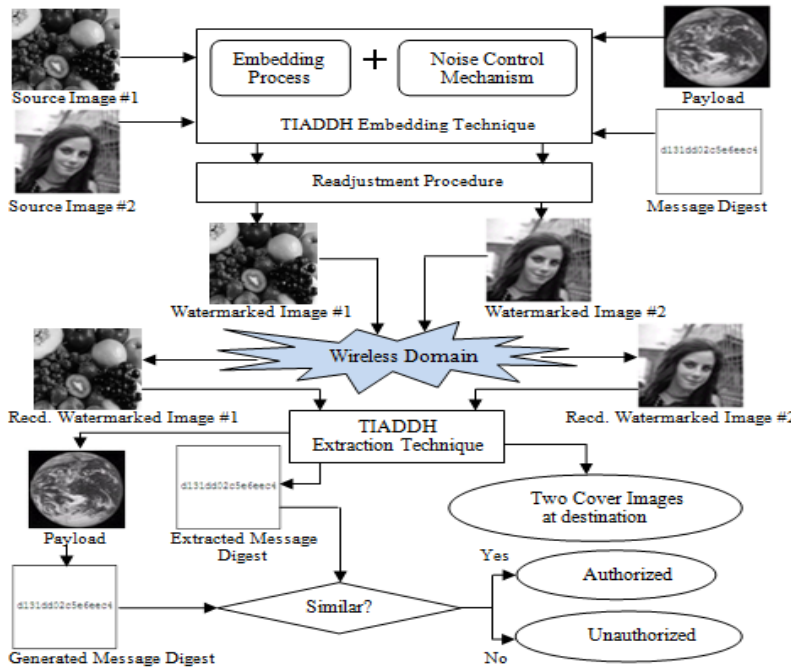 Embedding
Process
+
Noise Control
Mechanism
TIADDH Embedding Technique
Source Image #1
Payload
d131dd02c5e6eec4
Source Image #2
Message Digest
Readjustment Procedure
Watermarked Image #1
Watermarked Image #2
Wireless Domain
Recd. Watermarked Image #1
Recd. Watermarked Image #2
TIADDH
Extraction Technique
d131dd02c5e6eec4
Two Cover Images
at destination
Payload
Extracted Message
Digest
Yes
Authorized
d131dd02c5e6eec4
Similar?
Unauthorized
No
Generated Message Digest